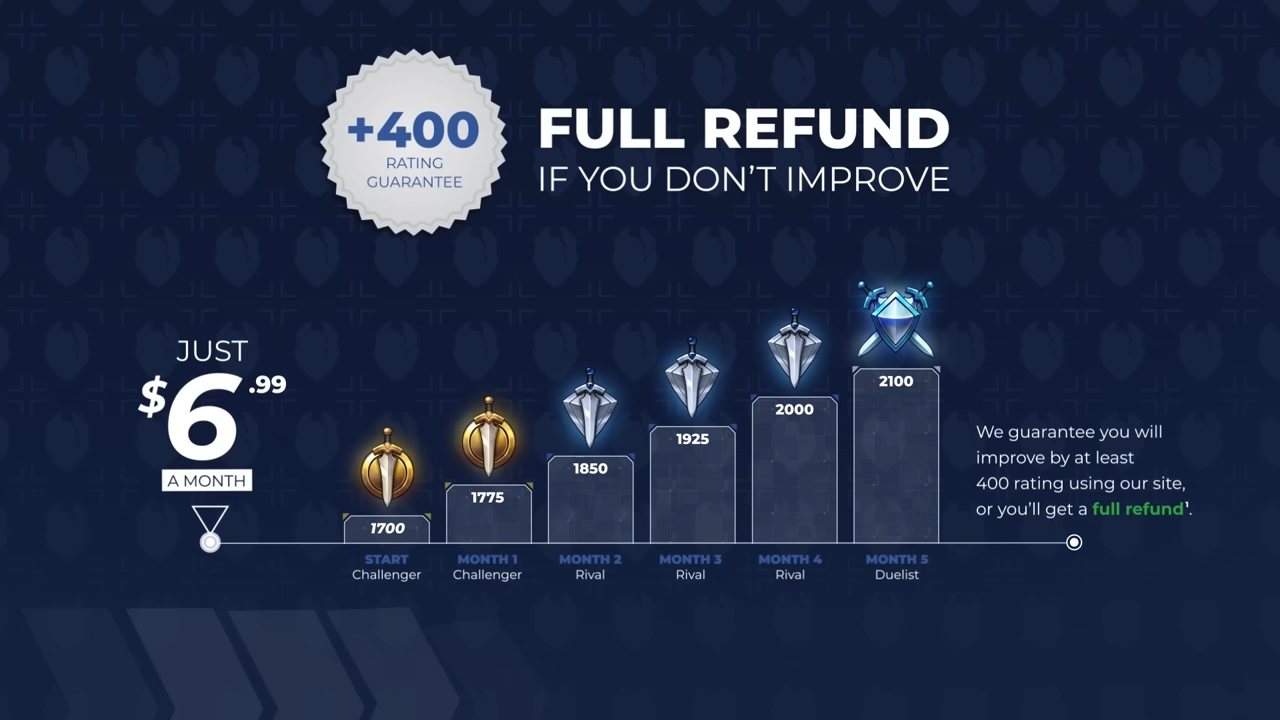 +400
RATING
GUARANTEE
FULL REFUND
IF YOU DON'T IMPROVE
JUST
$6.99
A MONTH
1700
1775
1850
1925
2000
2100
START
Challenger
MONTH 1
Challenger
MONTH 2
Rival
MONTH 3
Rival
MONTH 4
Rival
MONTH 5
Duelist
We guarantee you will
improve by at least
400 rating using our site,
or you'll get a full refund¹.